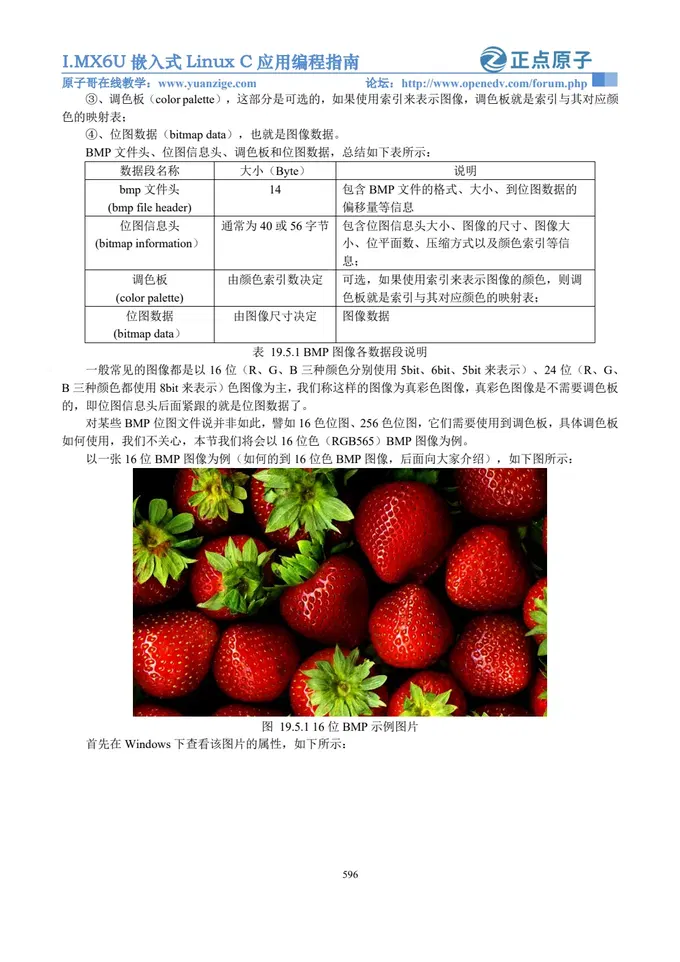 I.MX6U 嵌入式 Linux C 应用编程指南
正点原子
原子哥在线教学：www.yuanzige.com 论坛：http://www.openedv.com/forum.php
③、调色板（color palette），这部分是可选的，如果使用索引来表示图像，调色板就是索引与其对应颜
色的映射表；
④、位图数据（bitmap data），也就是图像数据。
BMP 文件头、位图信息头、调色板和位图数据，总结如下表所示：
数据段名称 大小（Byte） 说明
bmp 文件头 14 包含 BMP 文件的格式、大小、到位图数据的
(bmp file header) 偏移量等信息
位图信息头 通常为 40 或 56 字节 包含位图信息头大小、图像的尺寸、图像大
(bitmap information） 小、位平面数、压缩方式以及颜色索引等信
息；
调色板 由颜色索引数决定 可选，如果使用索引来表示图像的颜色，则调
(color palette) 色板就是索引与其对应颜色的映射表；
位图数据 由图像尺寸决定 图像数据
(bitmap data）
表 19.5.1 BMP 图像各数据段说明
一般常见的图像都是以 16 位（R、G、B 三种颜色分别使用 5bit、6bit、5bit 来表示）、24 位（R、G、
B 三种颜色都使用 8bit 来表示）色图像为主，我们称这样的图像为真彩色图像，真彩色图像是不需要调色板
的，即位图信息头后面紧跟的就是位图数据了。
对某些 BMP 位图文件说并非如此，譬如 16 色位图、256 色位图，它们需要使用到调色板，具体调色板
如何使用，我们不关心，本节我们将会以 16 位色（RGB565）BMP 图像为例。
以一张 16 位 BMP 图像为例（如何的到 16 位色 BMP 图像，后面向大家介绍），如下图所示：
图 19.5.1 16 位 BMP 示例图片
首先在 Windows 下查看该图片的属性，如下所示：
596